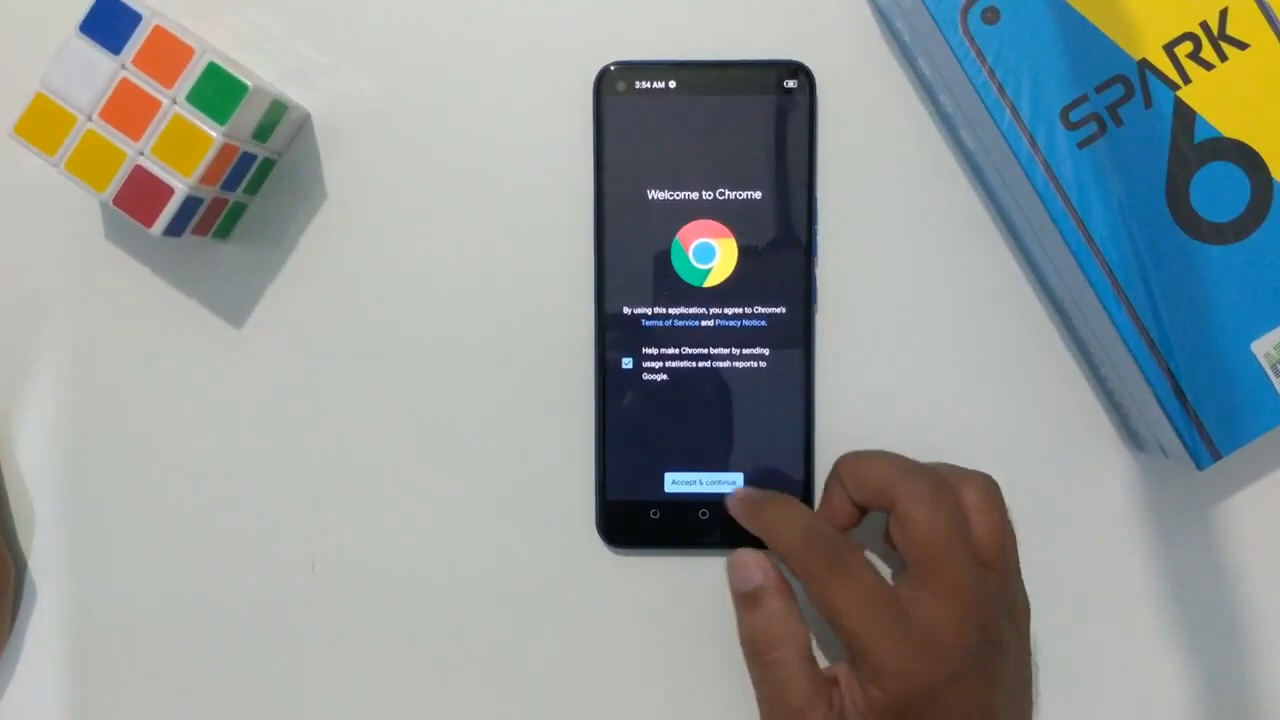 3:54 AM
Welcome to Chrome
By using this application, you agree to Chrome's
Terms of Service and Privacy Notice.
Help make Chrome better by sending
usage statistics and crash reports to
Google.
Accept & continue
SPARK
6